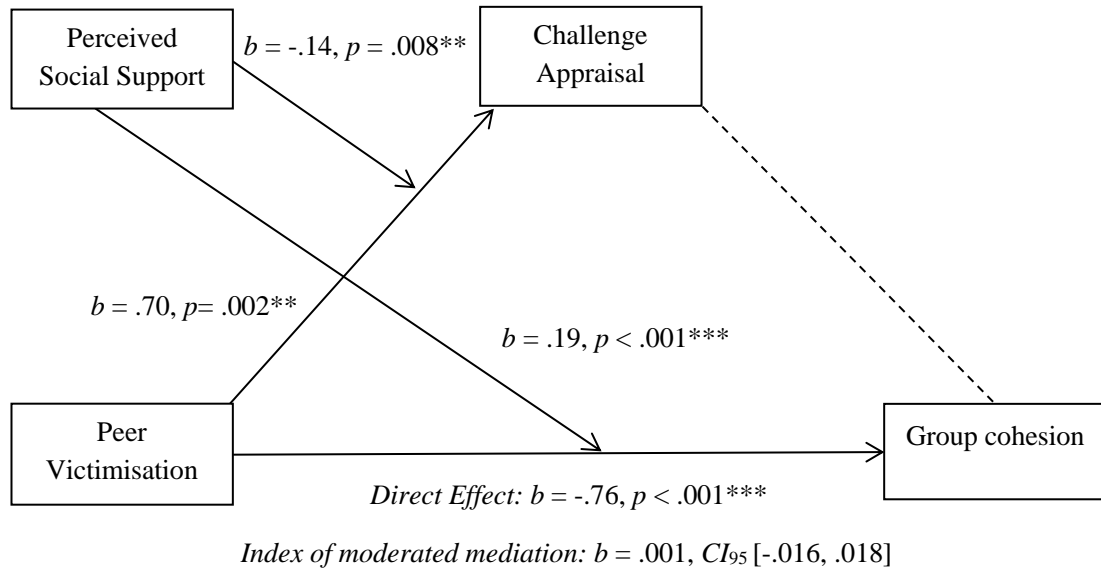 Perceived
Social Support
b = -.14, p = .008**
Challenge
Appraisal
b = .70, p= .002**
b = .19, p < .001***
Peer
Victimisation
Group cohesion
Direct Effect: b = -.76, p < .001***
Index of moderated mediation: b = .001, CI₉₅ [-.016, .018]